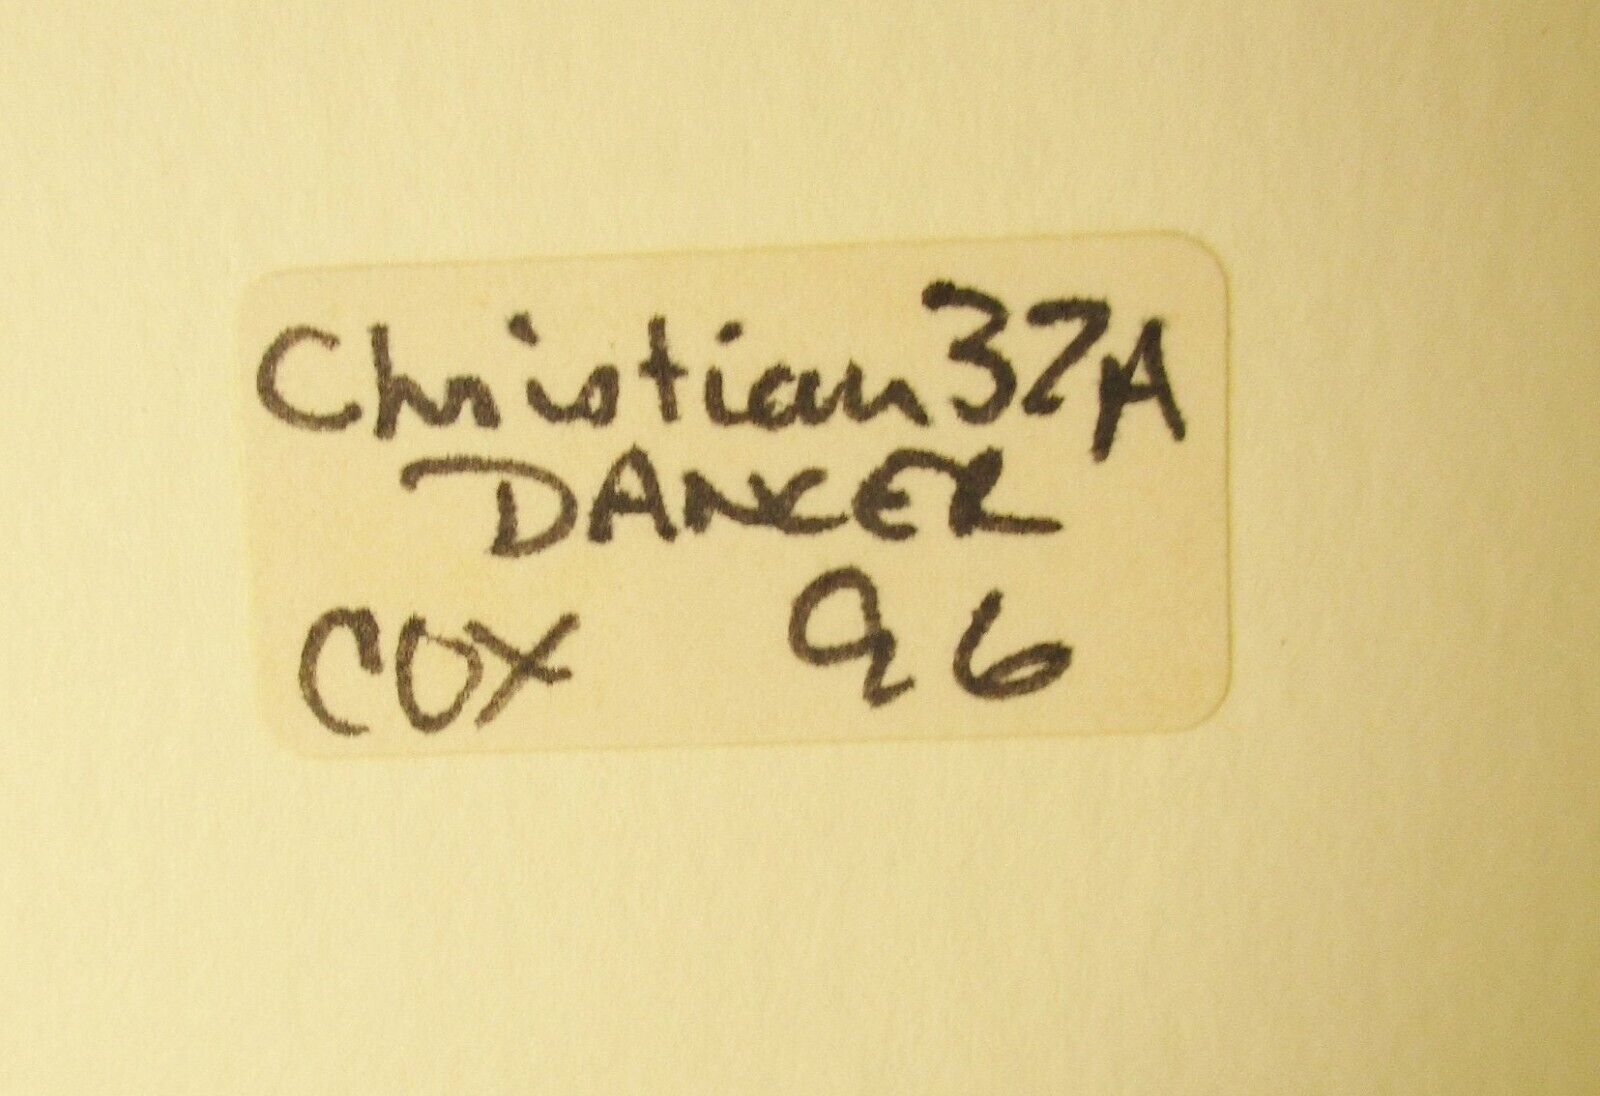 Christian 37A
DANCER
COX 96